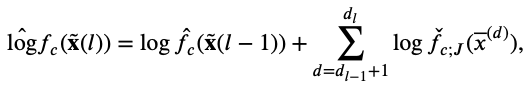 \hat{\log} f_c(\tilde{\mathbf{x}}(l)) = \log \hat{f}_c(\tilde{\mathbf{x}}(l-1)) + \sum_{d=d_{l-1}+1}^{d_l} \log \check{f}_{c;J}(\overline{x}^{(d)}),